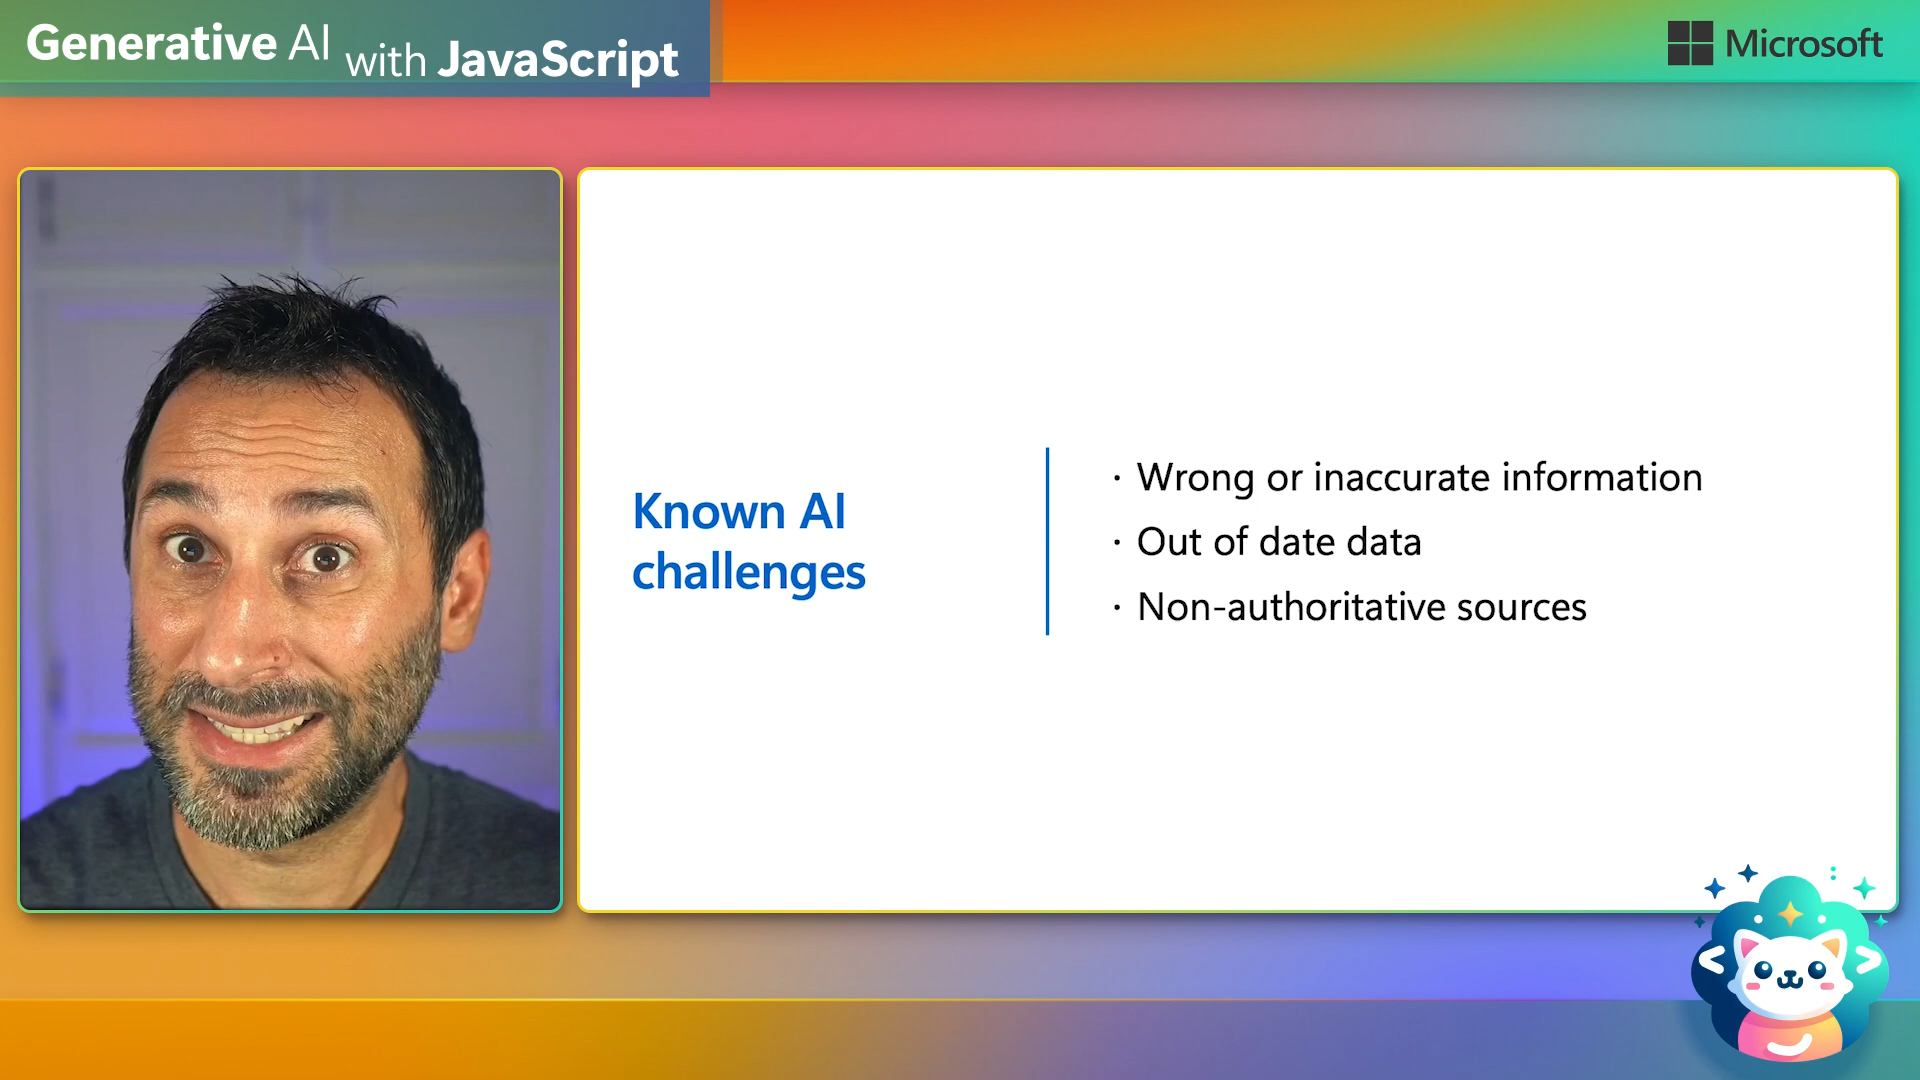 Generative AI with JavaScript
Microsoft
Known AI
challenges
· Wrong or inaccurate information
· Out of date data
· Non-authoritative sources